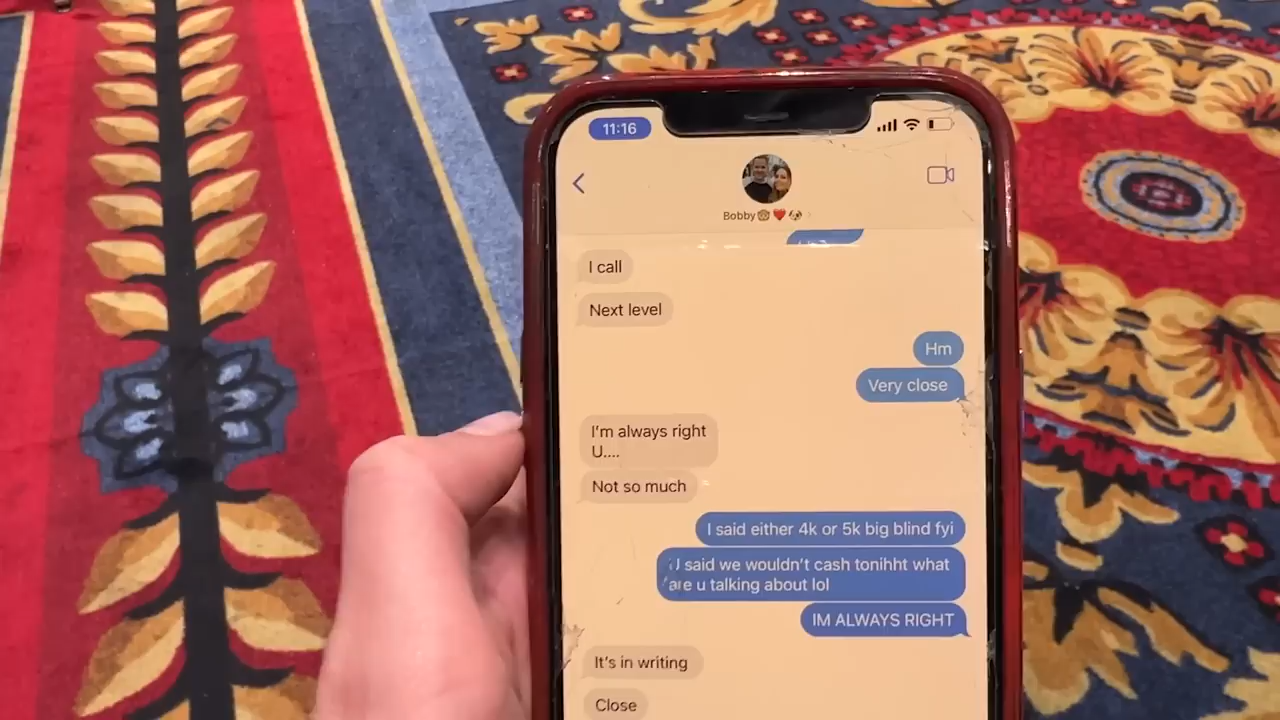 11:16
Bobby🙉❤️🐶
I call
Next level
Hm
Very close
I'm always right
U....
Not so much
I said either 4k or 5k big blind fyi
U said we wouldn't cash tonihht what
are u talking about lol
IM ALWAYS RIGHT
It's in writing
Close